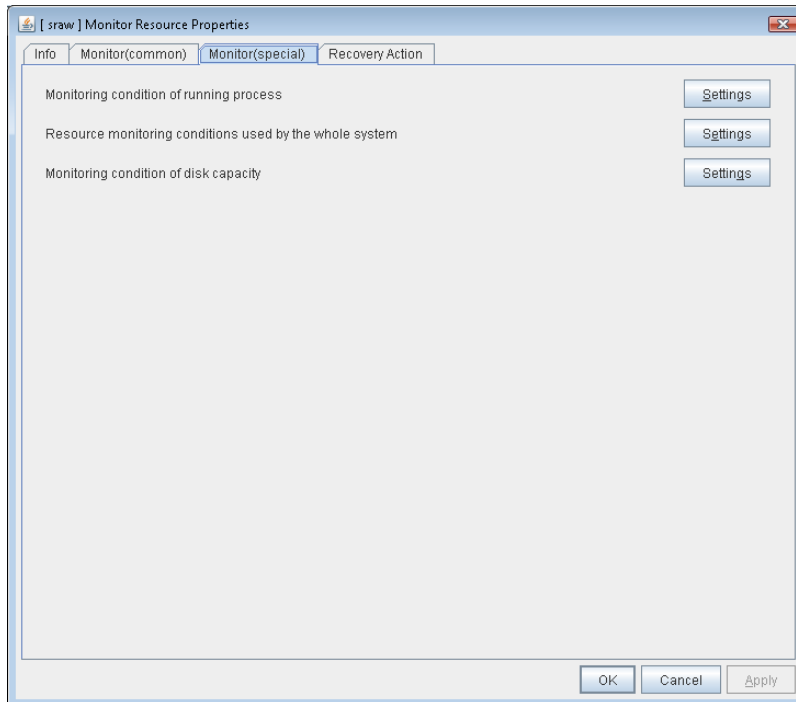 [ sraw ] Monitor Resource Properties
Info Monitor(common) Monitor(special) Recovery Action
Monitoring condition of running process Settings
Resource monitoring conditions used by the whole system Settings
Monitoring condition of disk capacity Settings
OK Cancel Apply